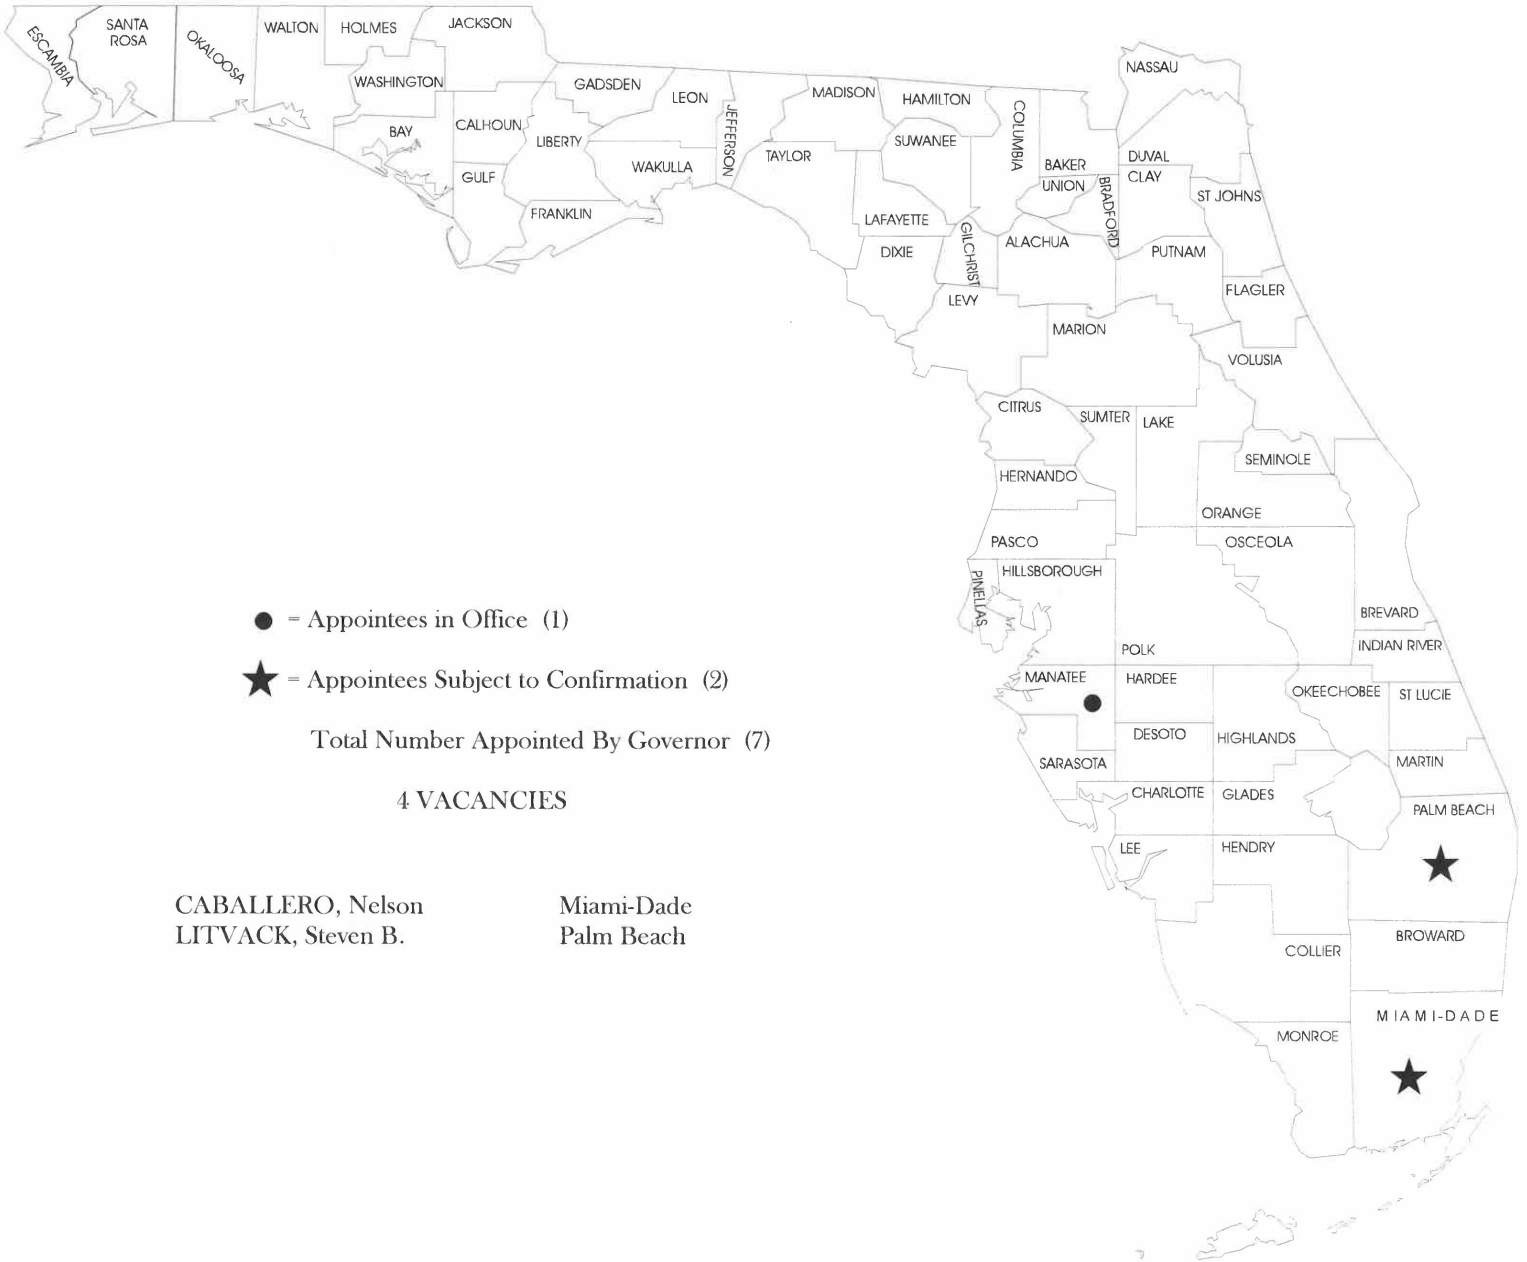 ESCAMBIA
SANTA
ROSA
OKALOOSA
WALTON
HOLMES
JACKSON
WASHINGTON
BAY
CALHOUN
GULF
LIBERTY
GADSDEN
FRANKLIN
LEON
WAKULLA
JEFFERSON
MADISON
TAYLOR
HAMILTON
SUWANEE
LAFAYETTE
DIXIE
COLUMBIA
GILCHRIST
BAKER
UNION
BRADFORD
ALACHUA
LEVY
NASSAU
DUVAL
CLAY
ST JOHNS
PUTNAM
FLAGLER
MARION
VOLUSIA
CITRUS
SUMTER
LAKE
SEMINOLE
HERNANDO
ORANGE
PASCO
OSCEOLA
HILLSBOROUGH
PINELLAS
BREVARD
POLK
INDIAN RIVER
MANATEE
HARDEE
OKEECHOBEE
ST LUCIE
DESOTO
HIGHLANDS
SARASOTA
MARTIN
CHARLOTTE
GLADES
PALM BEACH
LEE
HENDRY
BROWARD
COLLIER
MIAMI-DADE
MONROE
● = Appointees in Office (1)
★ = Appointees Subject to Confirmation (2)
Total Number Appointed By Governor (7)
4 VACANCIES
CABALLERO, Nelson Miami-Dade
LITVACK, Steven B. Palm Beach